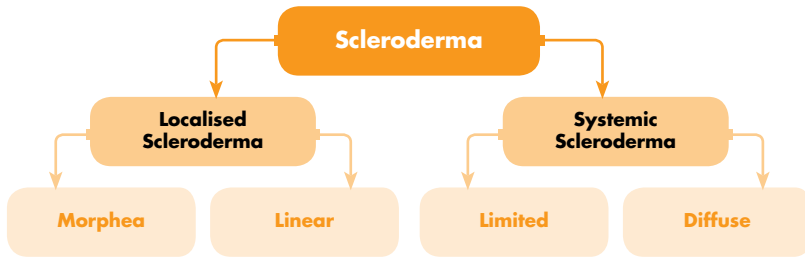 Scleroderma
Localised
Scleroderma
Systemic
Scleroderma
Morphea
Linear
Limited
Diffuse